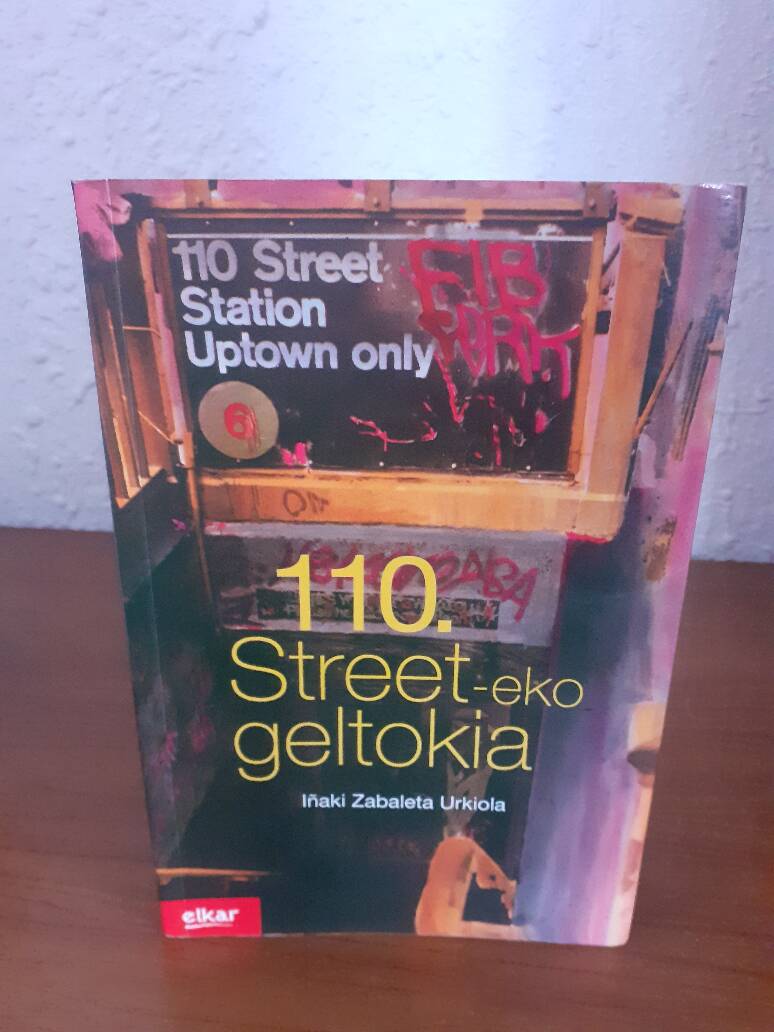 110 Street
Station
Uptown only
6
110.
Street-eko
geltokia
Iñaki Zabaleta Urkiola
elkar